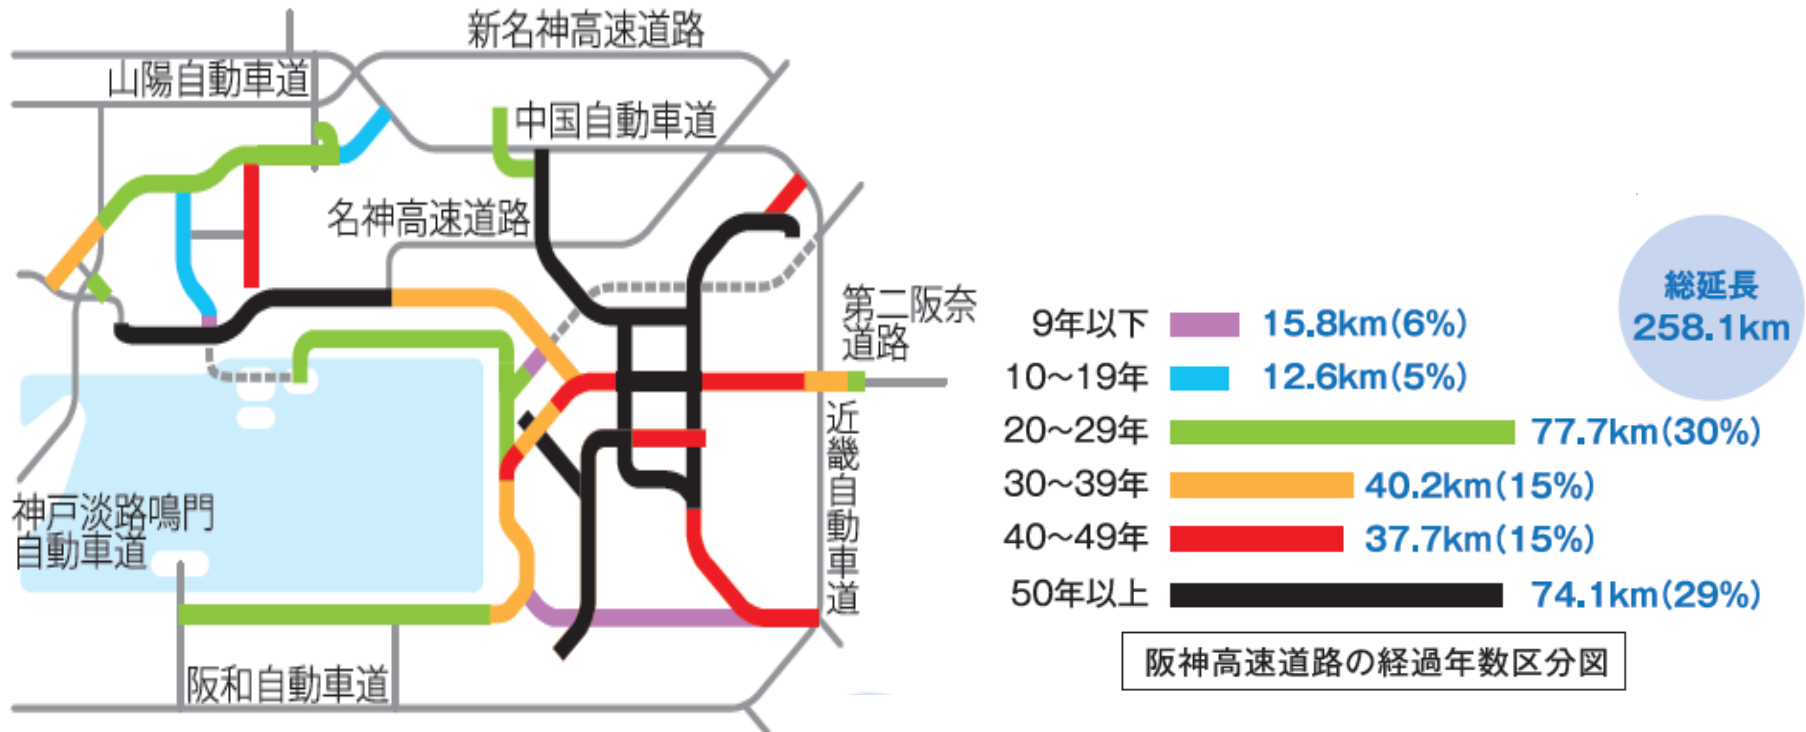 新名神高速道路
山陽自動車道
中国自動車道
名神高速道路
第二阪奈
道路
近畿自動車道
神戸淡路鳴門
自動車道
阪和自動車道
総延長
258.1km
9年以下 15.8km(6%)
10～19年 12.6km(5%)
20～29年 77.7km(30%)
30～39年 40.2km(15%)
40～49年 37.7km(15%)
50年以上 74.1km(29%)
阪神高速道路の経過年数区分図